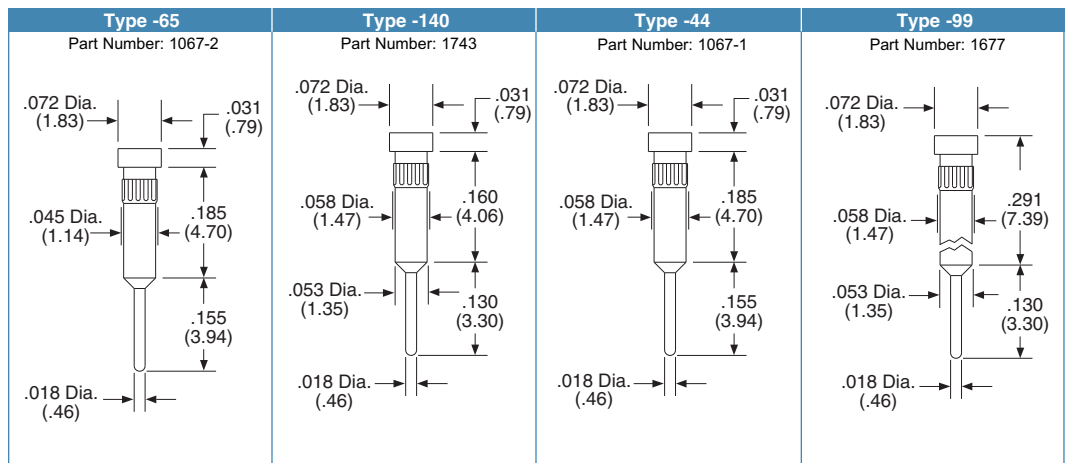 Type -65
Part Number: 1067-2
.072 Dia.
(1.83)
.031
(.79)
.045 Dia.
(1.14)
.185
(4.70)
.155
(3.94)
.018 Dia.
(.46)
Type -140
Part Number: 1743
.072 Dia.
(1.83)
.031
(.79)
.058 Dia.
(1.47)
.160
(4.06)
.053 Dia.
(1.35)
.130
(3.30)
.018 Dia.
(.46)
Type -44
Part Number: 1067-1
.072 Dia.
(1.83)
.031
(.79)
.058 Dia.
(1.47)
.185
(4.70)
.155
(3.94)
.018 Dia.
(.46)
Type -99
Part Number: 1677
.072 Dia.
(1.83)
.291
(7.39)
.058 Dia.
(1.47)
.053 Dia.
(1.35)
.130
(3.30)
.018 Dia.
(.46)